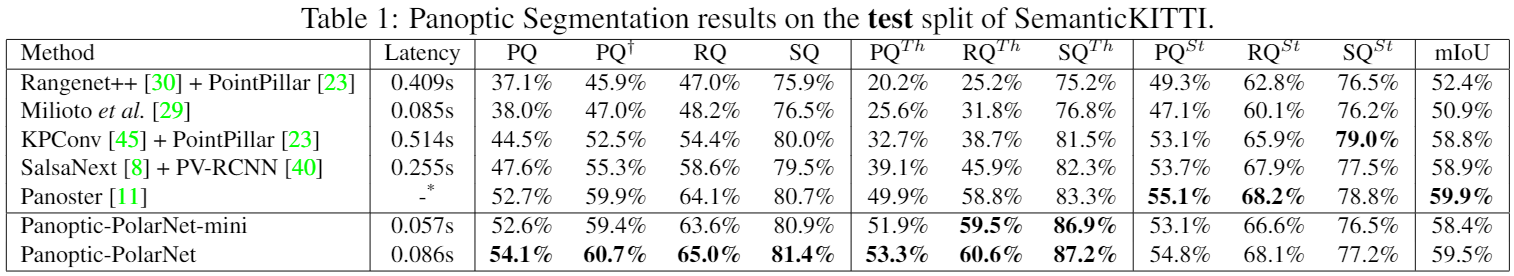 Table 1: Panoptic Segmentation results on the test split of SemanticKITTI.
Method Latency PQ PQ† RQ SQ PQ^Th RQ^Th SQ^Th PQ^St RQ^St SQ^St mIoU
Rangenet++ [30] + PointPillar [23] 0.409s 37.1% 45.9% 47.0% 75.9% 20.2% 25.2% 75.2% 49.3% 62.8% 76.5% 52.4%
Milioto et al. [29] 0.085s 38.0% 47.0% 48.2% 76.5% 25.6% 31.8% 76.8% 47.1% 60.1% 76.2% 50.9%
KPConv [45] + PointPillar [23] 0.514s 44.5% 52.5% 54.4% 80.0% 32.7% 38.7% 81.5% 53.1% 65.9% 79.0% 58.8%
SalsaNext [8] + PV-RCNN [40] 0.255s 47.6% 55.3% 58.6% 79.5% 39.1% 45.9% 82.3% 53.7% 67.9% 77.5% 58.9%
Panoster [11] -* 52.7% 59.9% 64.1% 80.7% 49.9% 58.8% 83.3% 55.1% 68.2% 78.8% 59.9%
Panoptic-PolarNet-mini 0.057s 52.6% 59.4% 63.6% 80.9% 51.9% 59.5% 86.9% 53.1% 66.6% 76.5% 58.4%
Panoptic-PolarNet 0.086s 54.1% 60.7% 65.0% 81.4% 53.3% 60.6% 87.2% 54.8% 68.1% 77.2% 59.5%